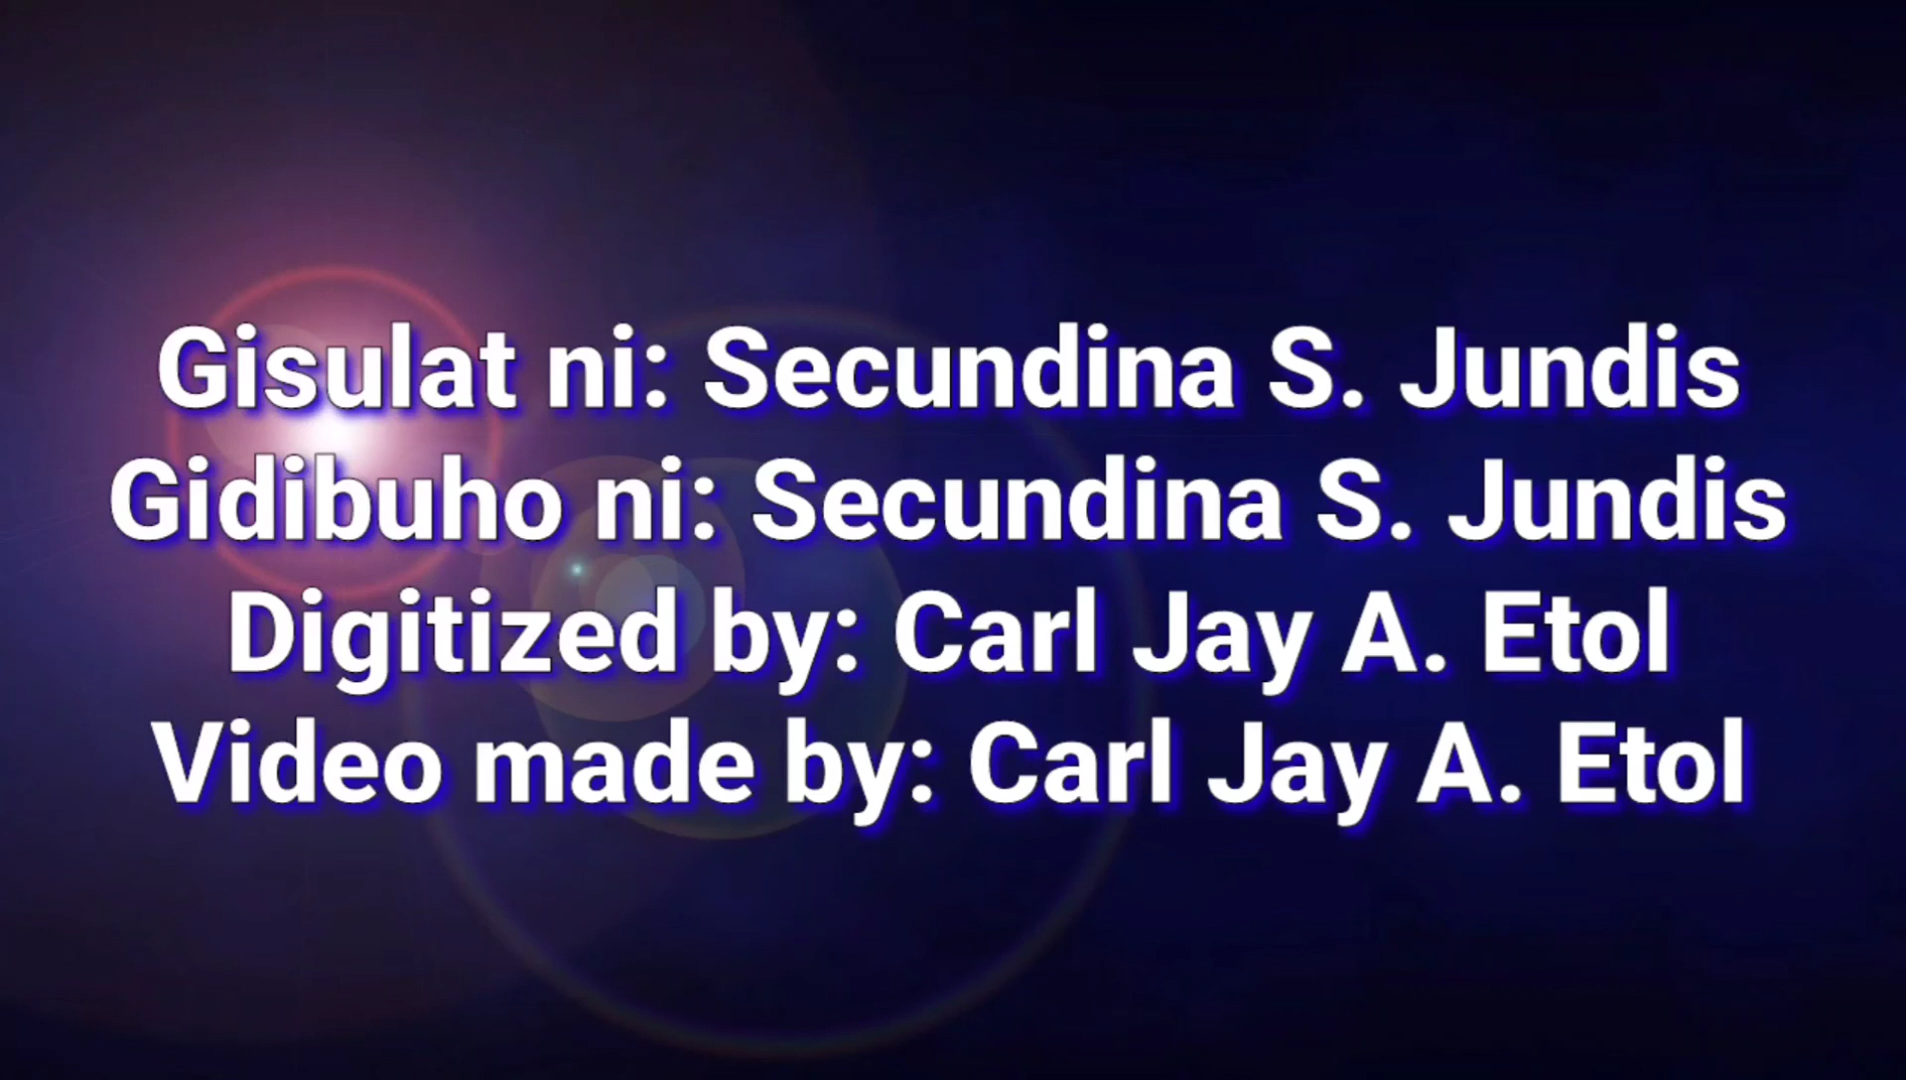 Gisulat ni: Secundina S. Jundis
Gidibuho ni: Secundina S. Jundis
Digitized by: Carl Jay A. Etol
Video made by: Carl Jay A. Etol